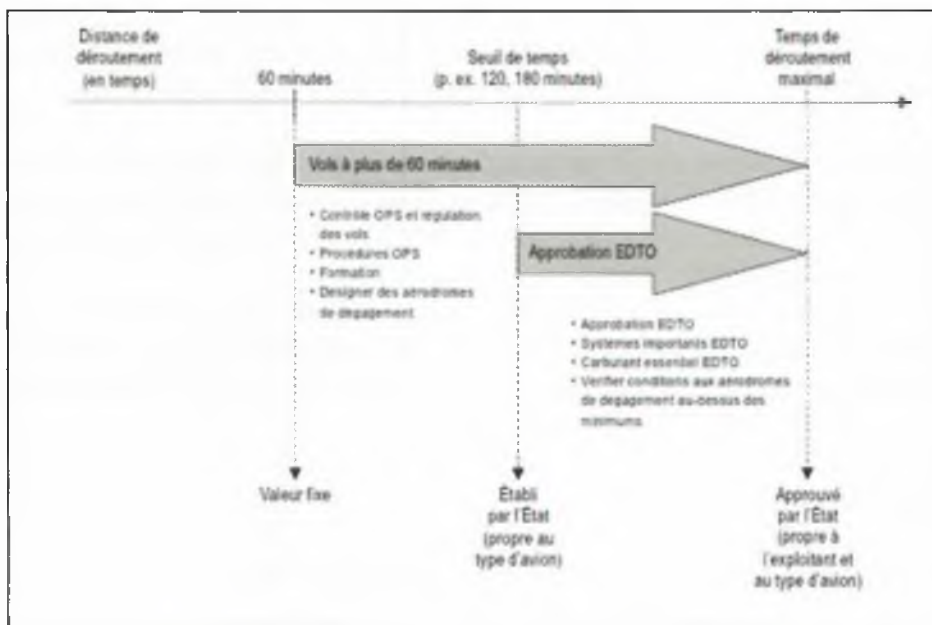 Distance de
déroutement
(en temps)
60 minutes
Seuil de temps
(p. ex. 120, 180 minutes)
Temps de
déroutement
maximal
Vols à plus de 60 minutes
• Contrôle OPS et régulation
des vols
• Procédures OPS
• Formation
• Désigner des aérodromes
de dégagement
Approbation EDTO
• Approbation EDTO
• Systèmes importants EDTO
• Carburant essentiel EDTO
• Vérifier conditions aux aérodromes
de dégagement au-dessus des
minimums
Valeur fixe
Établi
par l'État
(propre au
type d'avion)
Approuvé
par l'État
(propre à
l'exploitant et
au type d'avion)